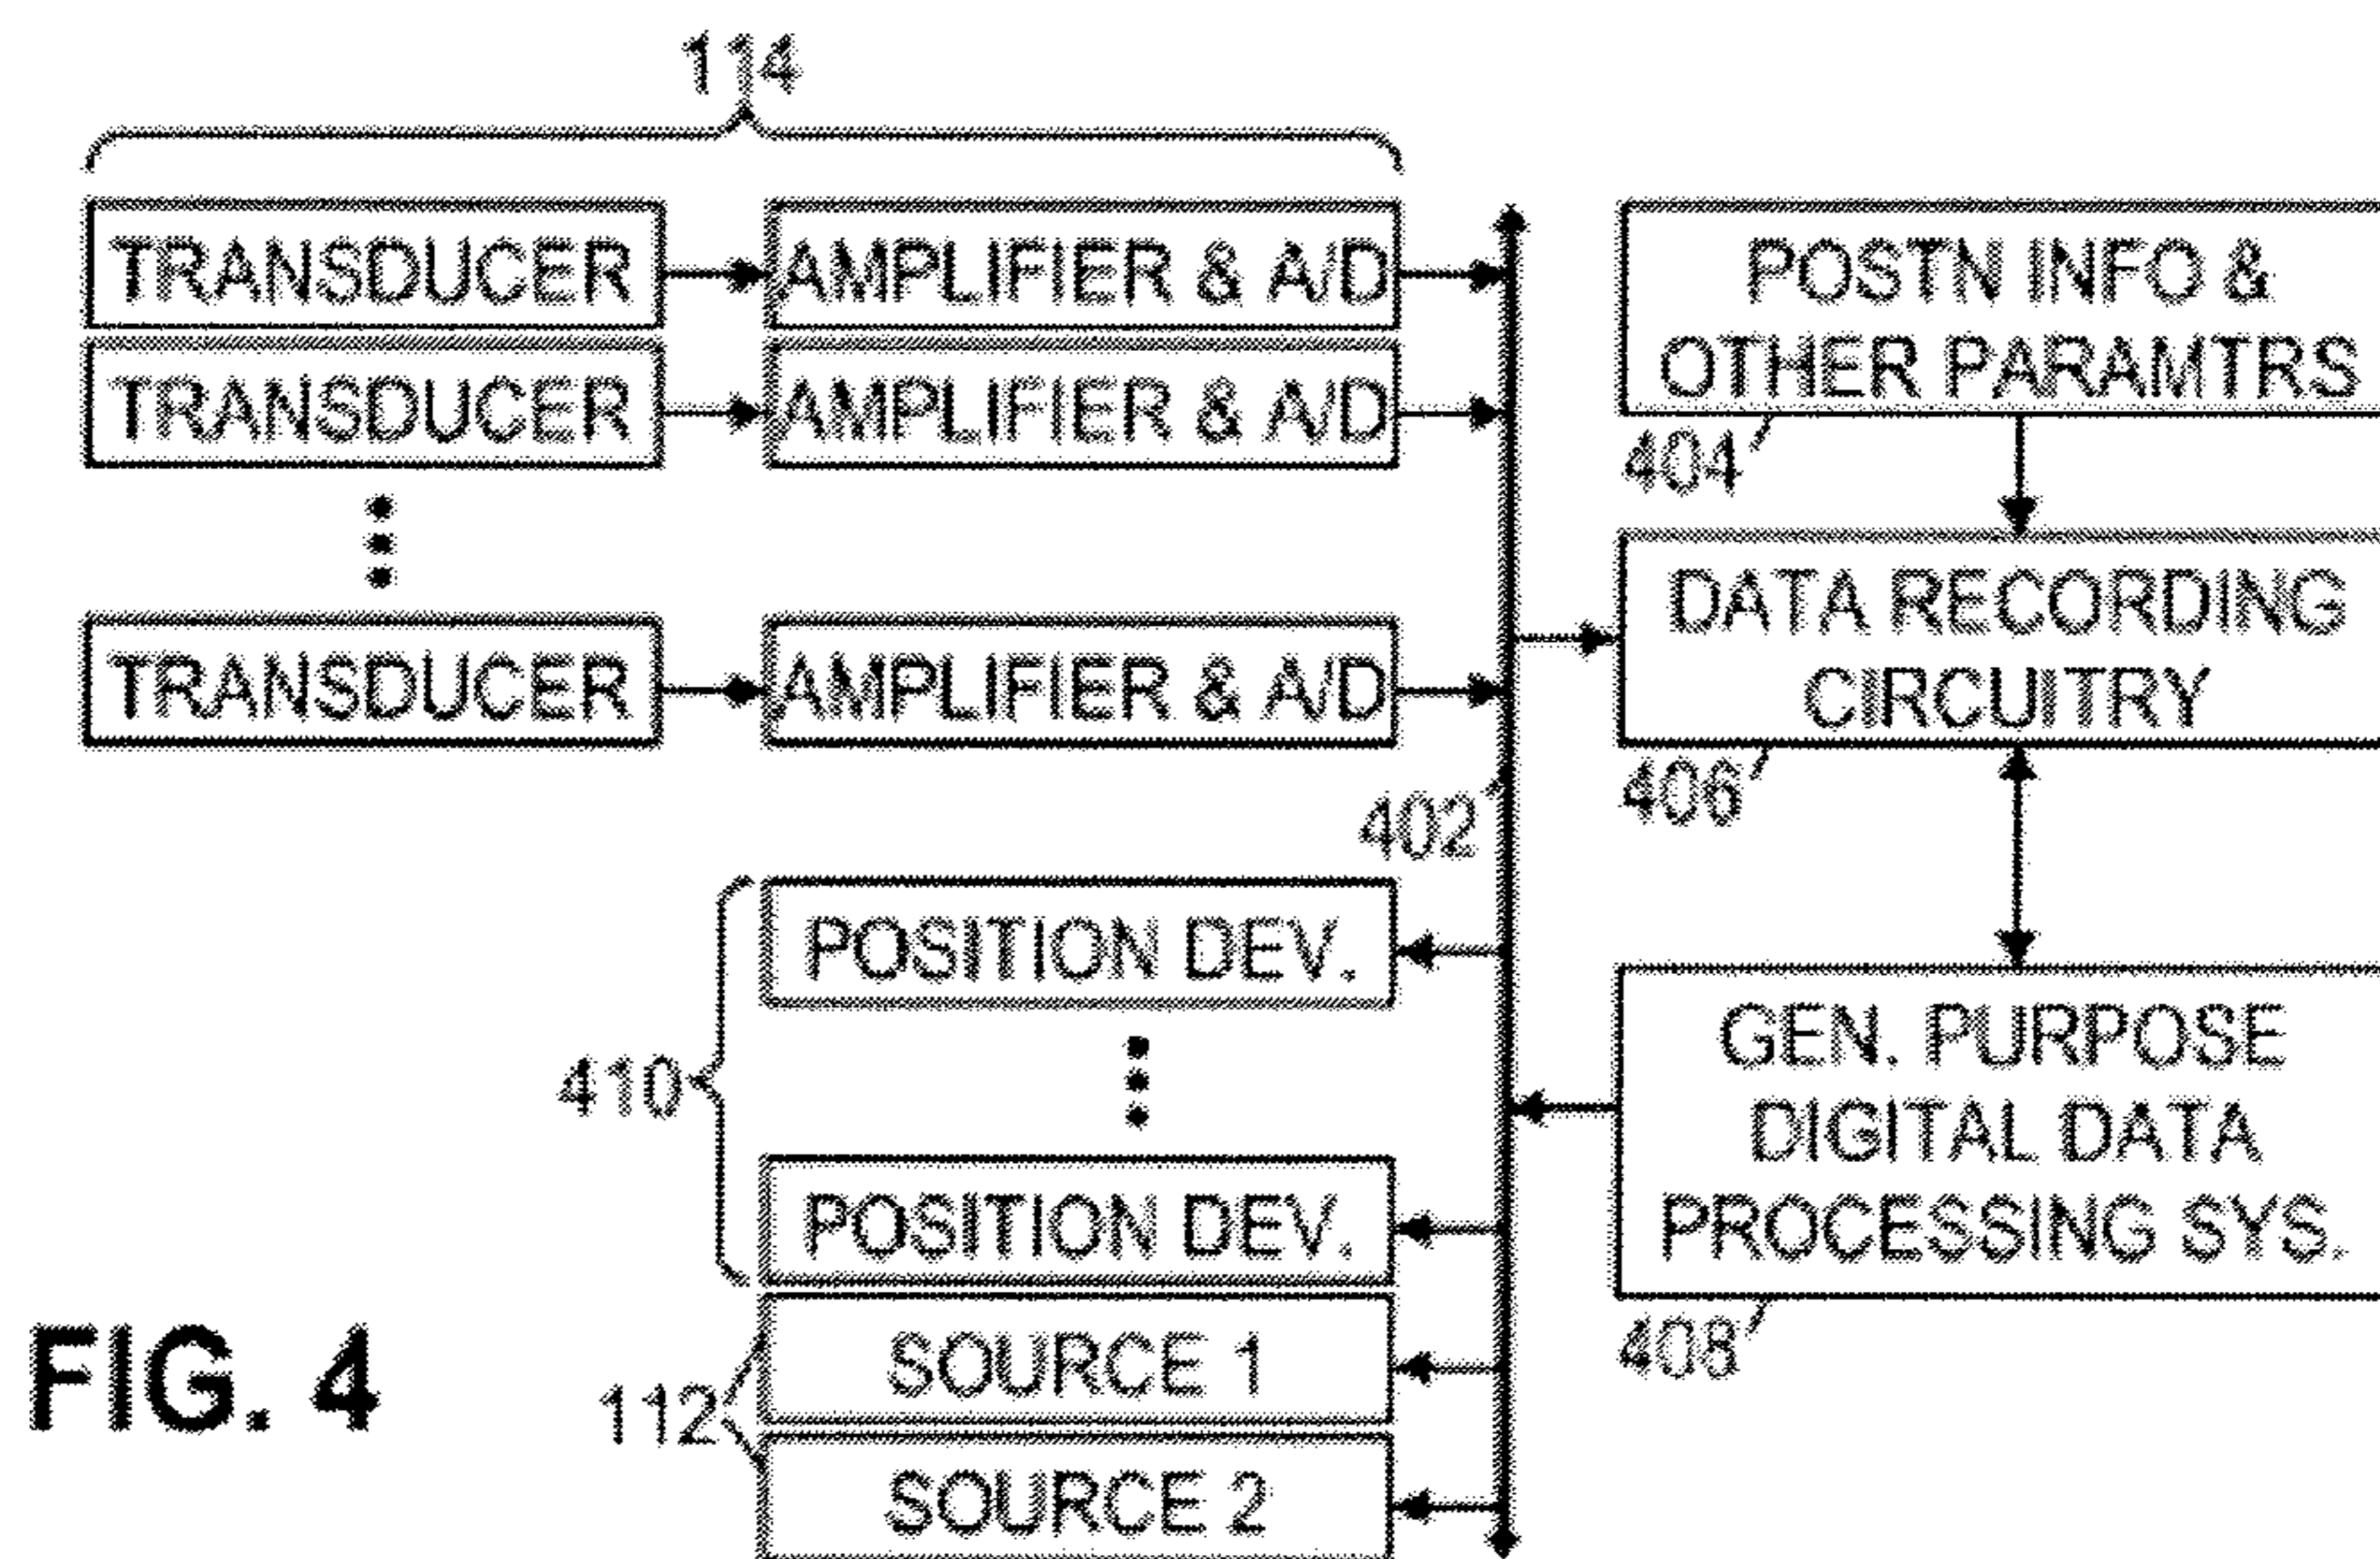 114
TRANSDUCER AMPLIFIER & A/D
TRANSDUCER AMPLIFIER & A/D
TRANSDUCER AMPLIFIER & A/D
POSTN INFO &
OTHER PARAMTRS
404
DATA RECORDING
CIRCUITRY
406
402
POSITION DEV.
410
POSITION DEV.
GEN. PURPOSE
DIGITAL DATA
PROCESSING SYS.
408
SOURCE 1
112
SOURCE 2
FIG. 4